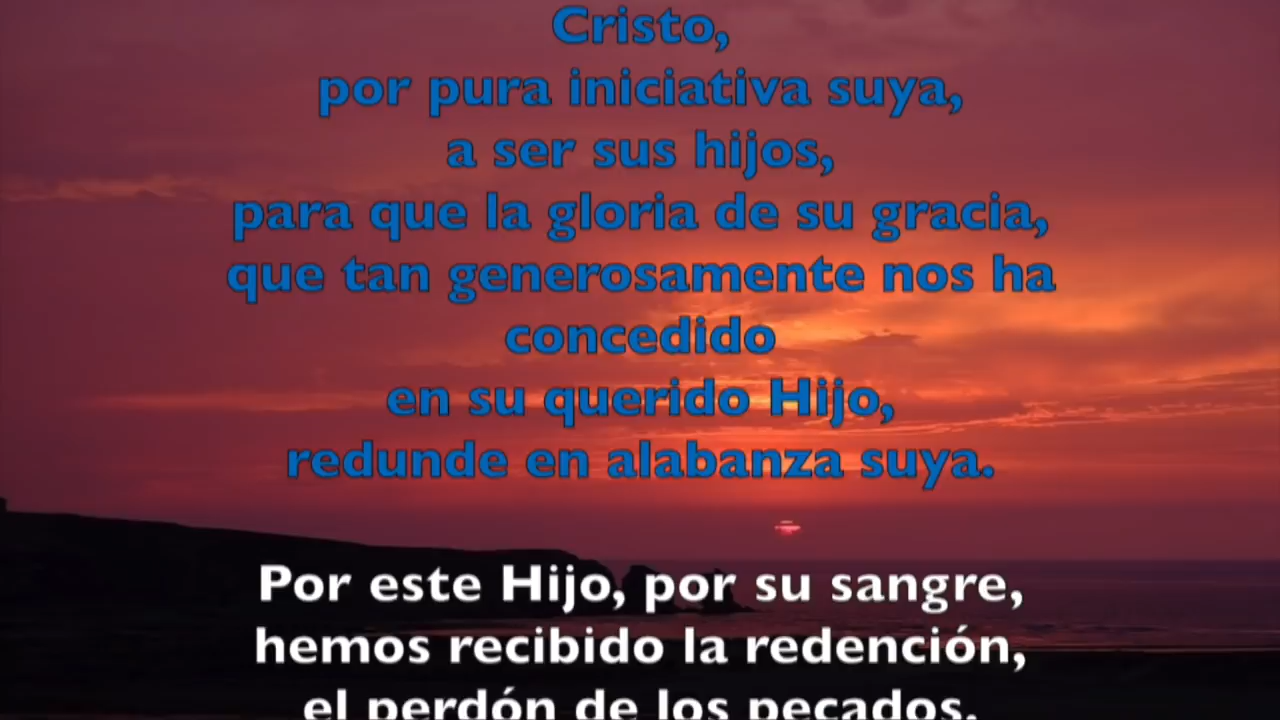 Cristo,
por pura iniciativa suya,
a ser sus hijos,
para que la gloria de su gracia,
que tan generosamente nos ha
concedido
en su querido Hijo,
redunde en alabanza suya.
Por este Hijo, por su sangre,
hemos recibido la redención,
el perdón de los pecados.